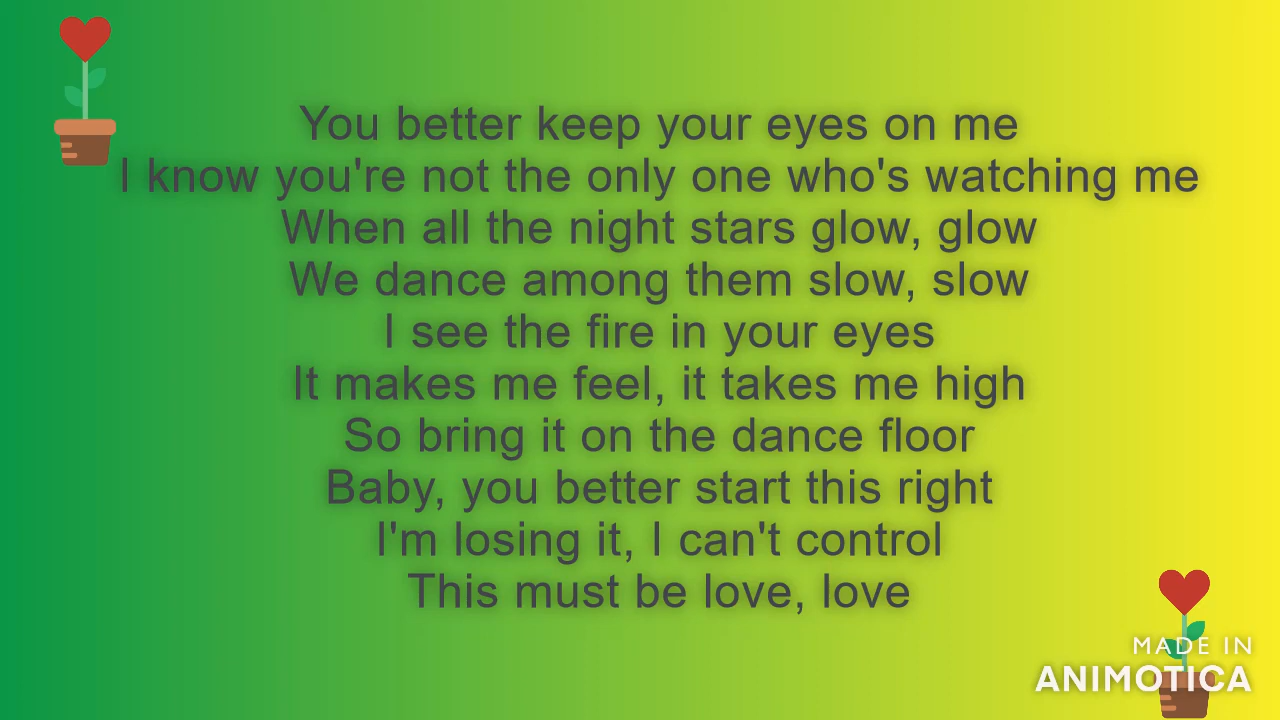 You better keep your eyes on me
I know you're not the only one who's watching me
When all the night stars glow, glow
We dance among them slow, slow
I see the fire in your eyes
It makes me feel, it takes me high
So bring it on the dance floor
Baby, you better start this right
I'm losing it, I can't control
This must be love, love
MADE IN
ANIMOTICA